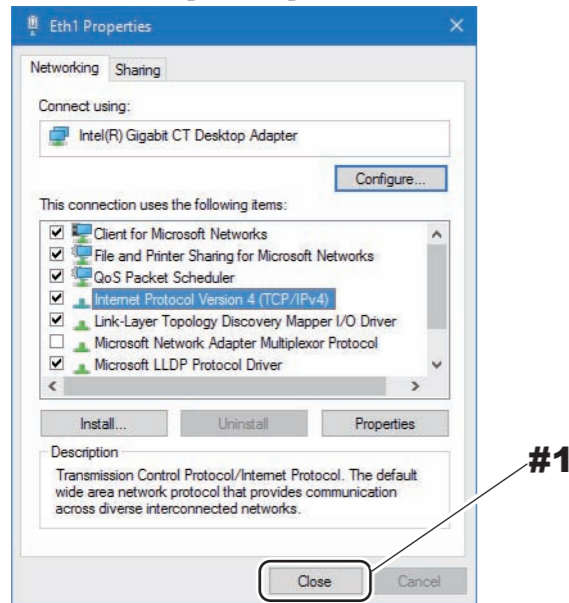 Eth1 Properties
Networking Sharing
Connect using:
Intel(R) Gigabit CT Desktop Adapter
Configure...
This connection uses the following items:
Client for Microsoft Networks
File and Printer Sharing for Microsoft Networks
QoS Packet Scheduler
Internet Protocol Version 4 (TCP/IPv4)
Link-Layer Topology Discovery Mapper I/O Driver
Microsoft Network Adapter Multiplexor Protocol
Microsoft LLDP Protocol Driver
Install... Uninstall Properties
Description
Transmission Control Protocol/Internet Protocol. The default
wide area network protocol that provides communication
across diverse interconnected networks.
#1
Close Cancel